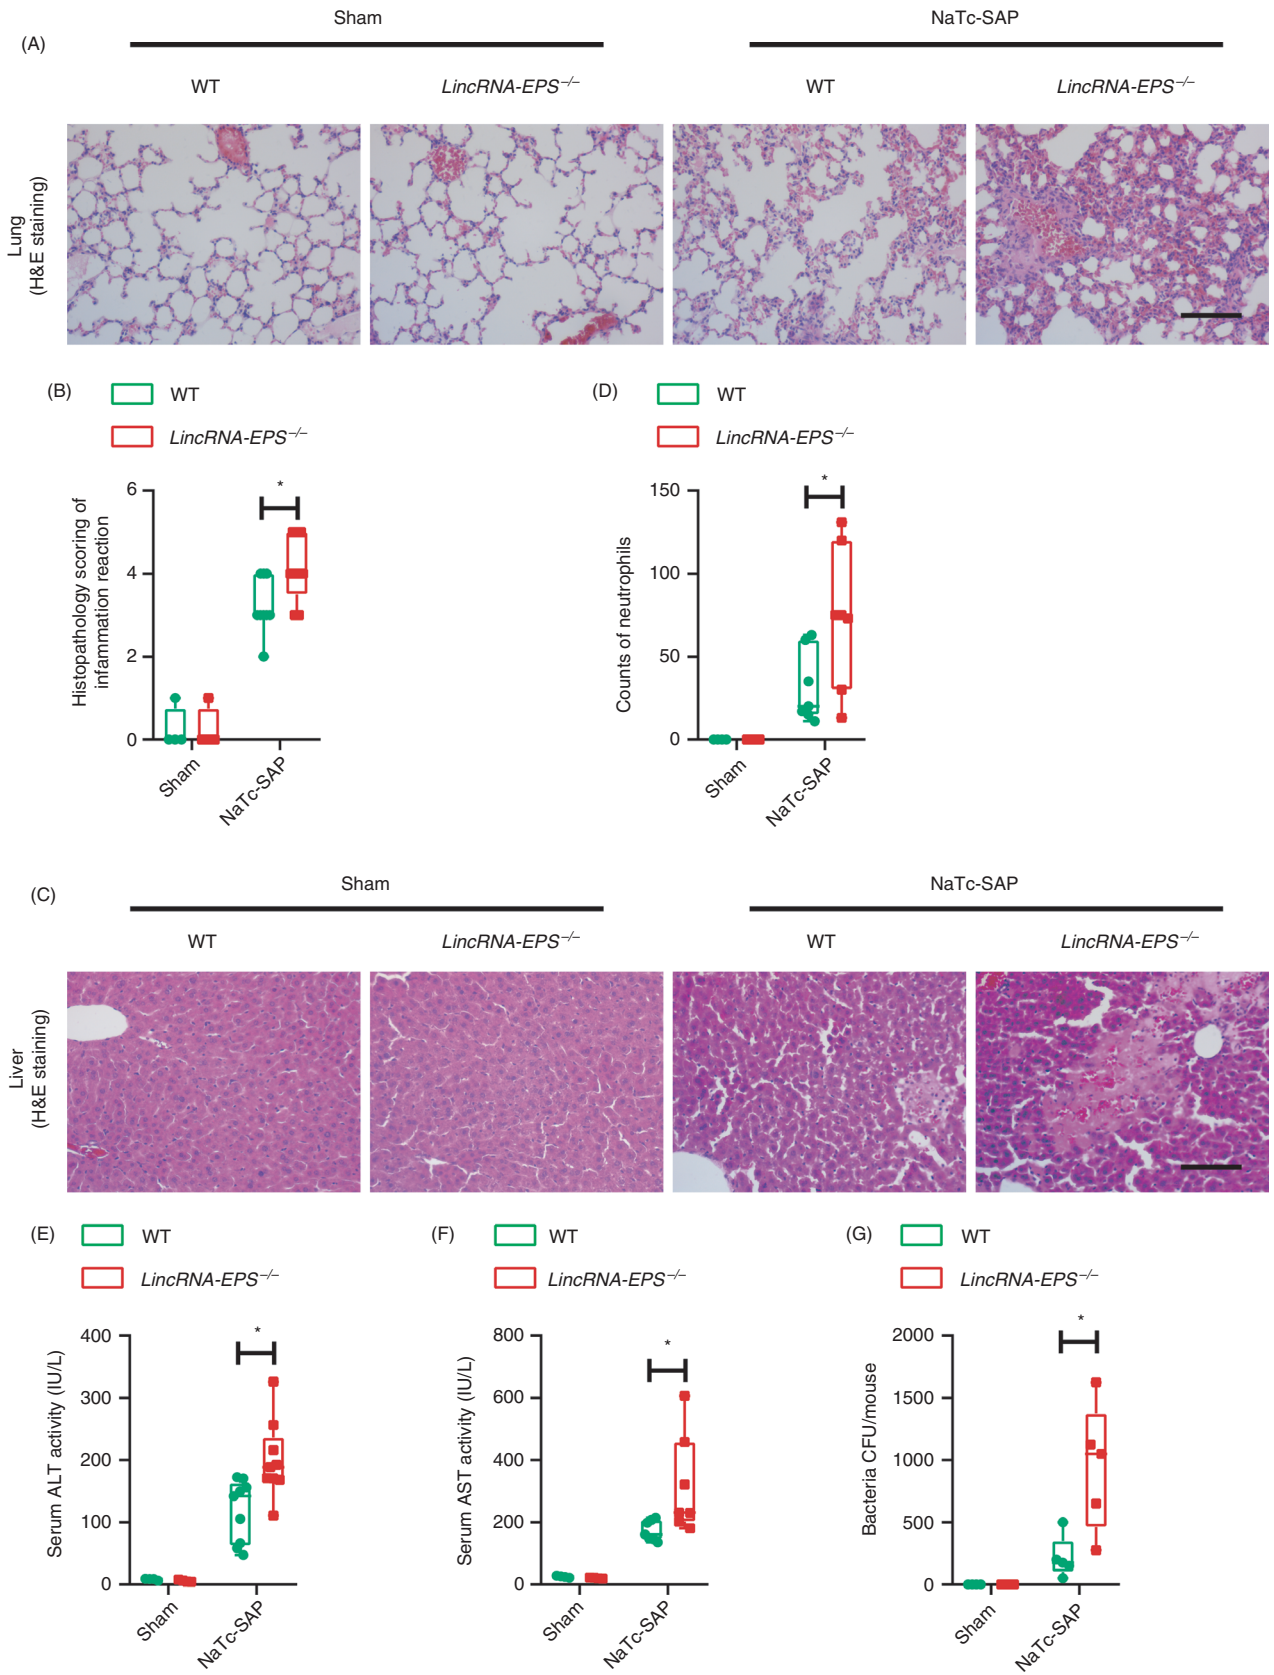 Sham
NaTc-SAP
(A)
WT
LincRNA-EPS−/−
WT
LincRNA-EPS−/−
Lung
(H&E staining)
(B)
WT
LincRNA-EPS−/−
Histopathology scoring of
infammation reaction
6
4
2
0
*
Sham
NaTc-SAP
(D)
WT
LincRNA-EPS−/−
Counts of neutrophils
150
100
50
0
*
Sham
NaTc-SAP
(C)
Sham
NaTc-SAP
WT
LincRNA-EPS−/−
WT
LincRNA-EPS−/−
Liver
(H&E staining)
(E)
WT
LincRNA-EPS−/−
Serum ALT activity (IU/L)
400
300
200
100
0
*
Sham
NaTc-SAP
(F)
WT
LincRNA-EPS−/−
Serum AST activity (IU/L)
800
600
400
200
0
*
Sham
NaTc-SAP
(G)
WT
LincRNA-EPS−/−
Bacteria CFU/mouse
2000
1500
1000
500
0
*
Sham
NaTc-SAP